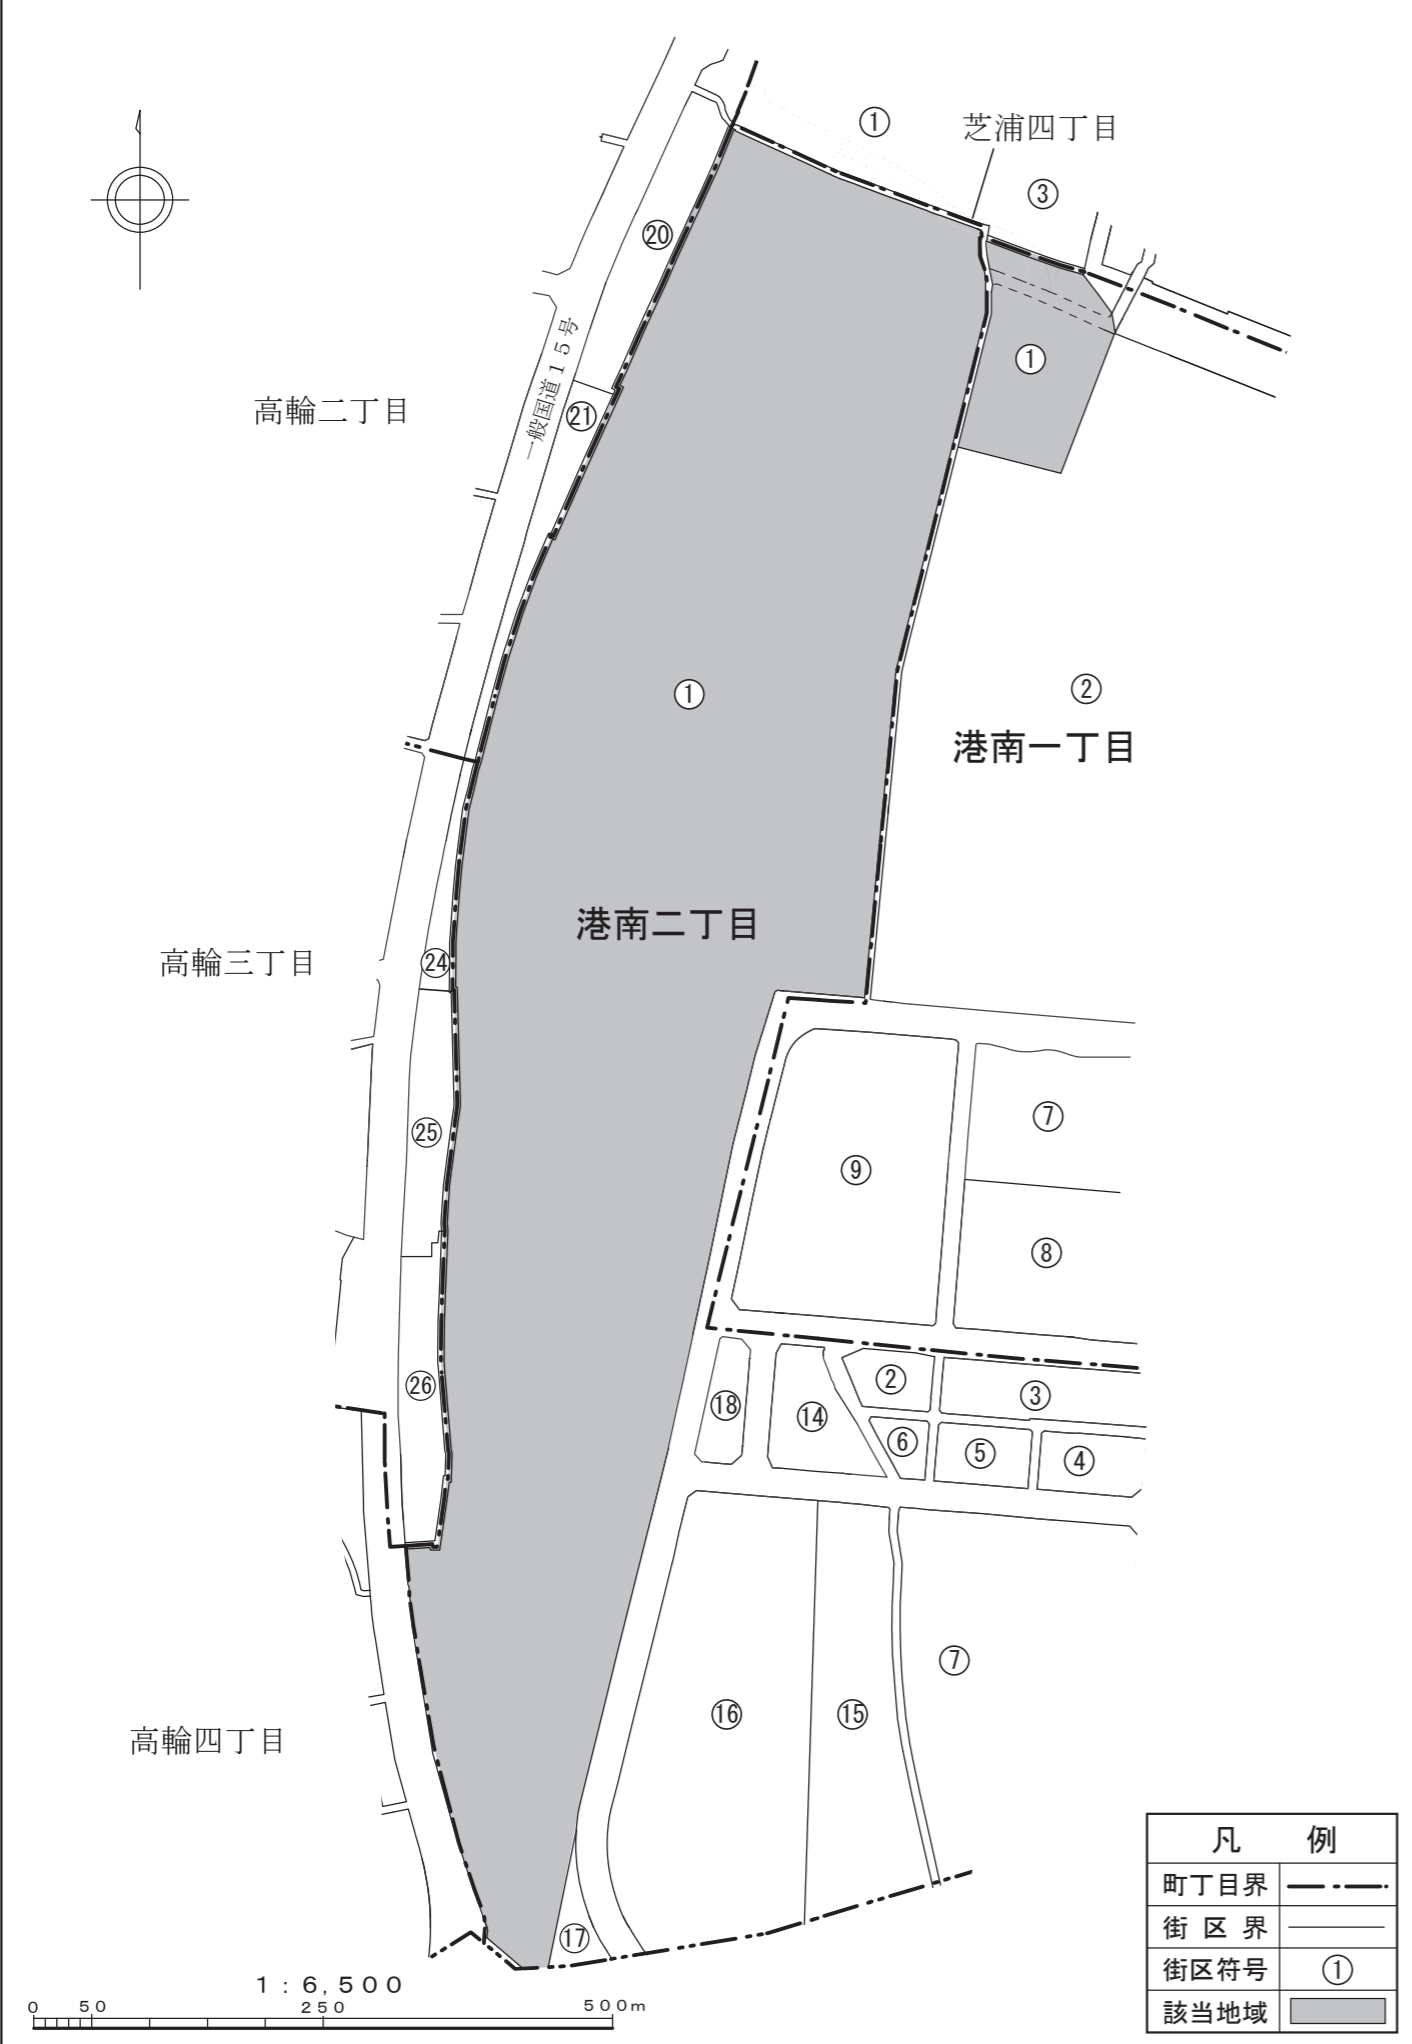 ①
芝浦四丁目
③
⑳
①
一般国道15号
高輪二丁目
㉑
①
②
港南一丁目
港南二丁目
高輪三丁目
㉔
⑦
㉕
⑨
⑧
㉖
②
③
⑱
⑭
⑥
⑤
④
⑦
⑯
⑮
高輪四丁目
⑰
凡 例
町丁目界
街区界
街区符号 ①
該当地域
1:6,500
0 50 250 500m